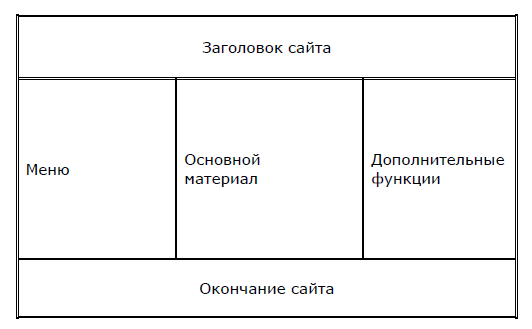 Заголовок сайта
Меню
Основной
материал
Дополнительные
функции
Окончание сайта